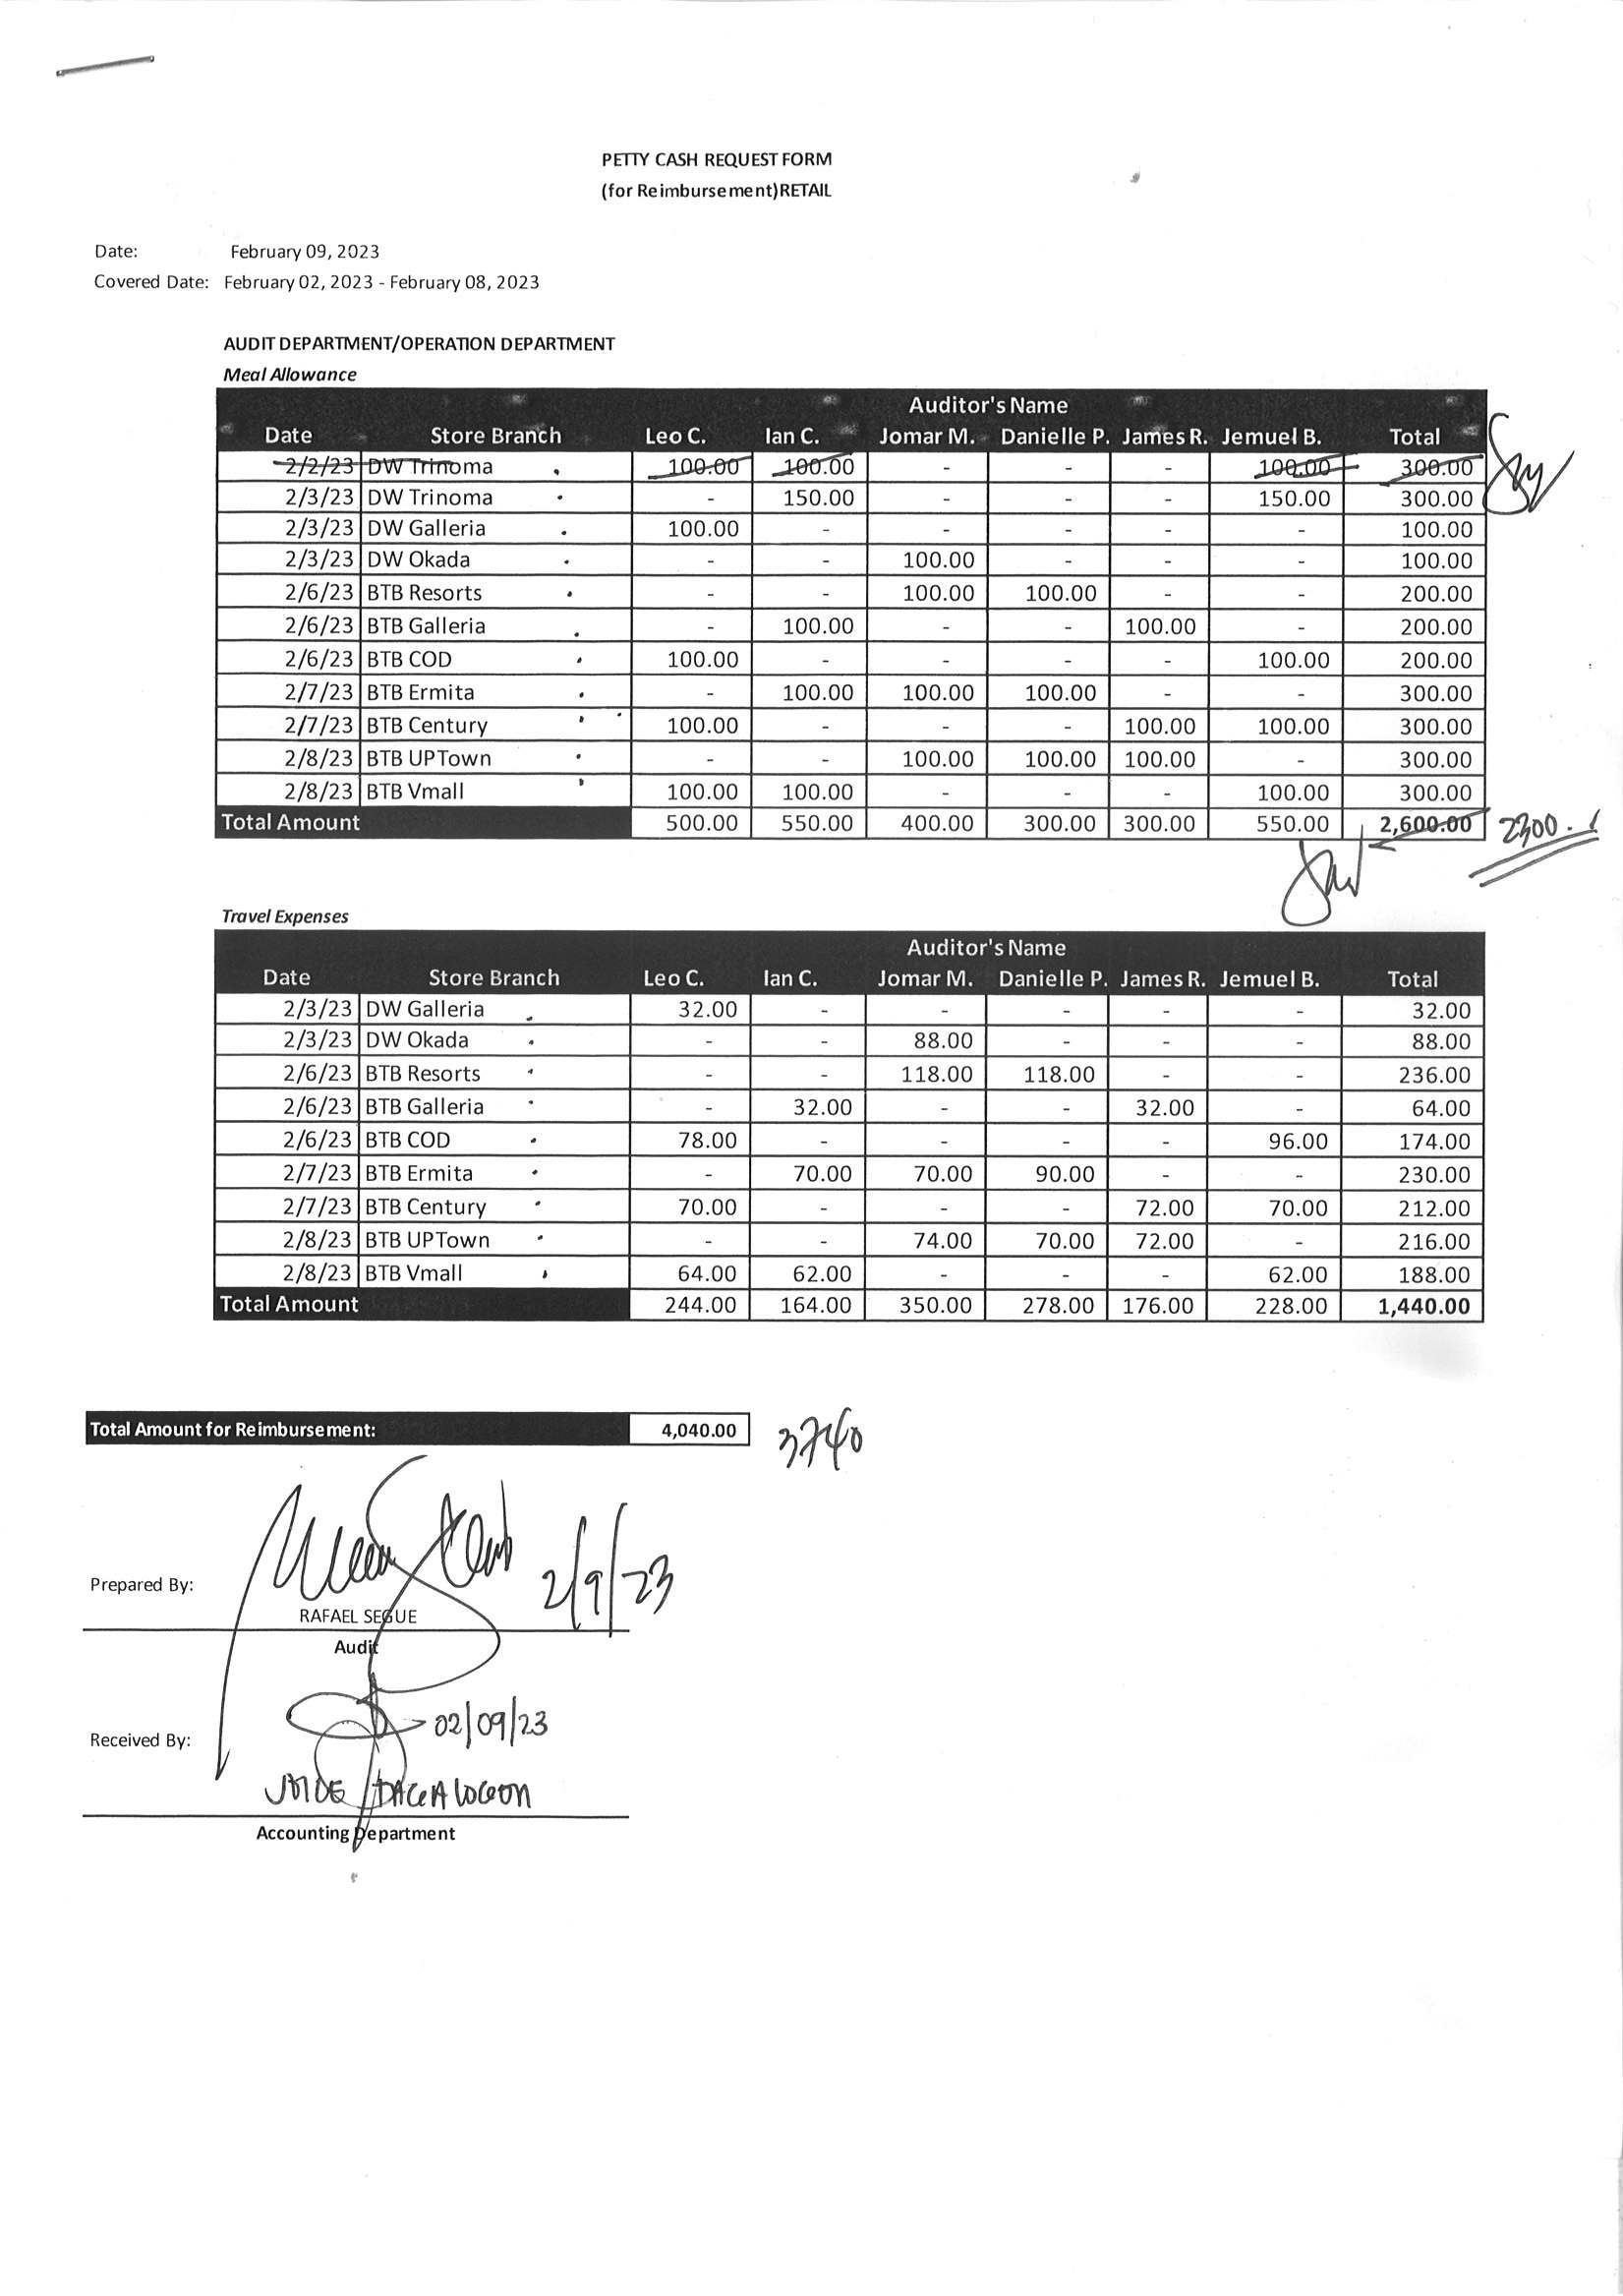 PETTY CASH REQUEST FORM
(for Reimbursement)RETAIL
Date: February 09, 2023
Covered Date: February 02, 2023 - February 08, 2023
AUDIT DEPARTMENT/OPERATION DEPARTMENT
Meal Allowance
Auditor's Name
Date Store Branch Leo C. Ian C. Jomar M. Danielle P. James R. Jemuel B. Total
2/2/23 DW Trinoma 100.00 100.00 - - - 100.00 300.00
2/3/23 DW Trinoma - 150.00 - - - 150.00 300.00
2/3/23 DW Galleria 100.00 - - - - - 100.00
2/3/23 DW Okada - - 100.00 - - - 100.00
2/6/23 BTB Resorts - - 100.00 100.00 - - 200.00
2/6/23 BTB Galleria - 100.00 - - 100.00 - 200.00
2/6/23 BTB COD 100.00 - - - - 100.00 200.00
2/7/23 BTB Ermita - 100.00 100.00 100.00 - - 300.00
2/7/23 BTB Century 100.00 - - - 100.00 100.00 300.00
2/8/23 BTB UPTown - - 100.00 100.00 100.00 - 300.00
2/8/23 BTB Vmall 100.00 100.00 - - - 100.00 300.00
Total Amount 500.00 550.00 400.00 300.00 300.00 550.00 2,600.00 2300.
Travel Expenses
Auditor's Name
Date Store Branch Leo C. Ian C. Jomar M. Danielle P. James R. Jemuel B. Total
2/3/23 DW Galleria 32.00 - - - - - 32.00
2/3/23 DW Okada - - 88.00 - - - 88.00
2/6/23 BTB Resorts - - 118.00 118.00 - - 236.00
2/6/23 BTB Galleria - 32.00 - - 32.00 - 64.00
2/6/23 BTB COD 78.00 - - - - 96.00 174.00
2/7/23 BTB Ermita - 70.00 70.00 90.00 - - 230.00
2/7/23 BTB Century 70.00 - - - 72.00 70.00 212.00
2/8/23 BTB UPTown - - 74.00 70.00 72.00 - 216.00
2/8/23 BTB Vmall 64.00 62.00 - - - 62.00 188.00
Total Amount 244.00 164.00 350.00 278.00 176.00 228.00 1,440.00
Total Amount for Reimbursement: 4,040.00 3740
Prepared By: 2/9/23
RAFAEL SEGUE
Audit
02/09/23
Received By:
Accounting Department